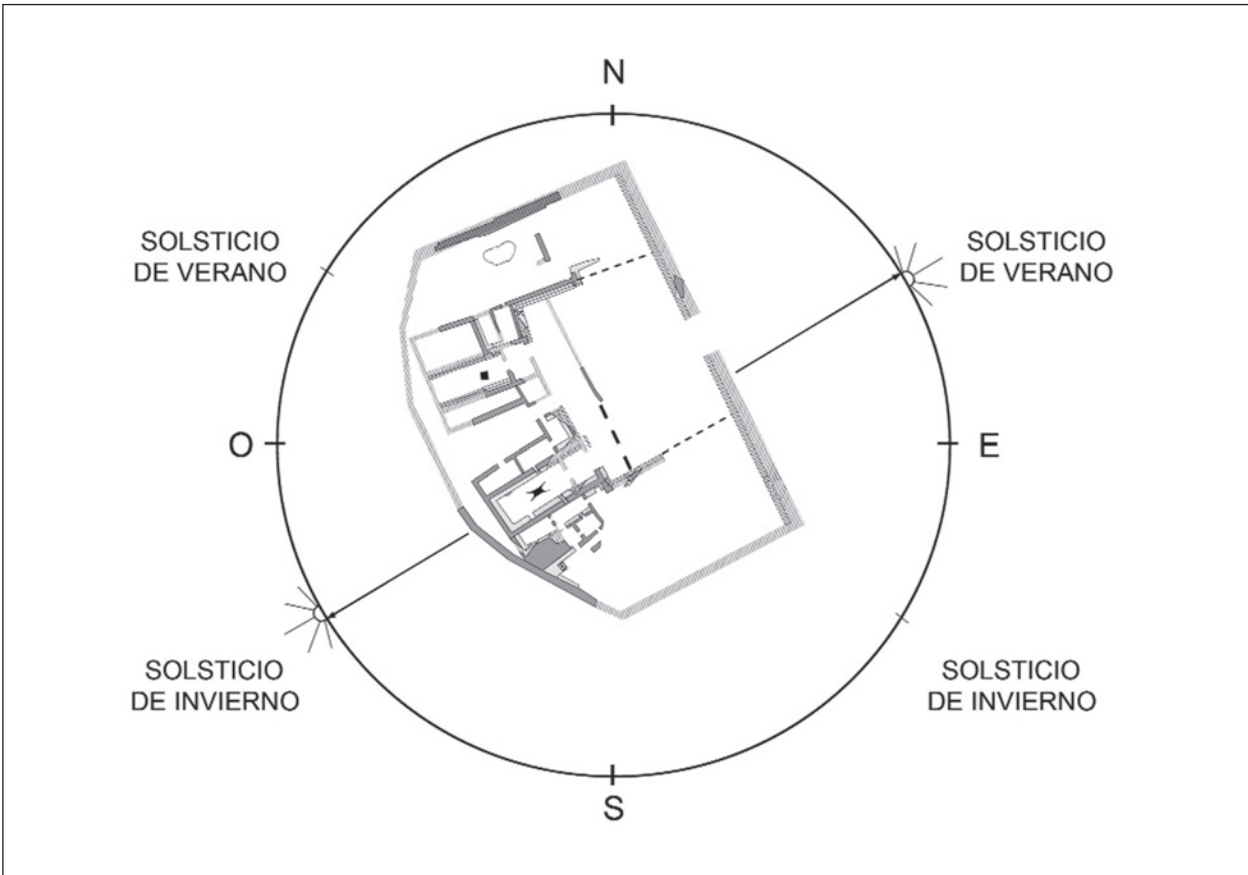 N
SOLSTICIO
DE VERANO
SOLSTICIO
DE VERANO
O
E
SOLSTICIO
DE INVIERNO
SOLSTICIO
DE INVIERNO
S